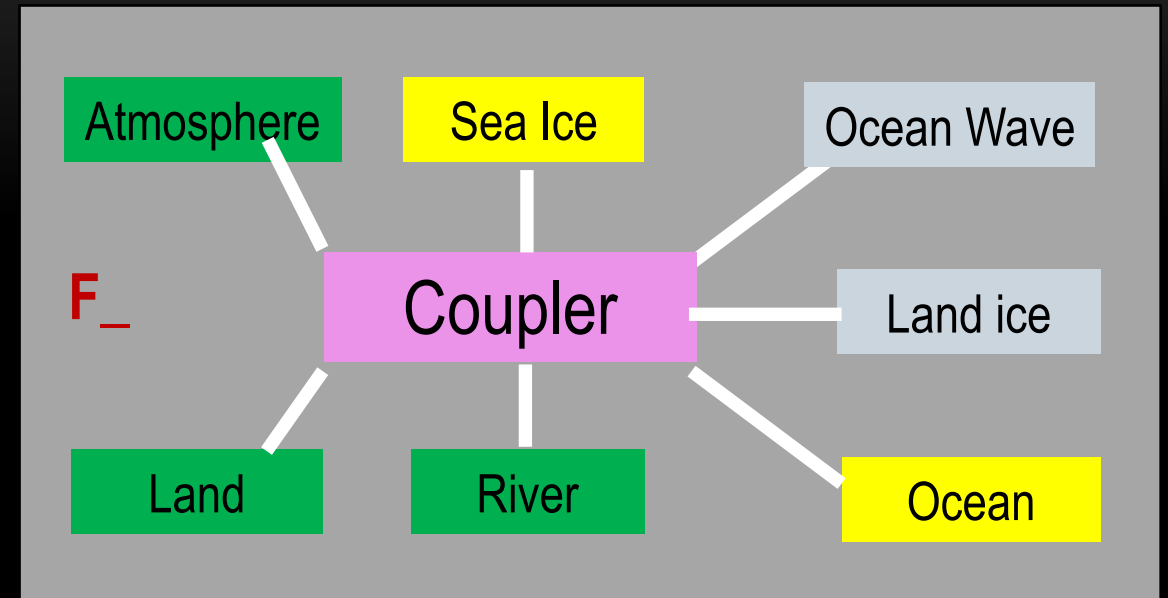 Atmosphere
Sea Ice
Ocean Wave
F_
Coupler
Land ice
Land
River
Ocean